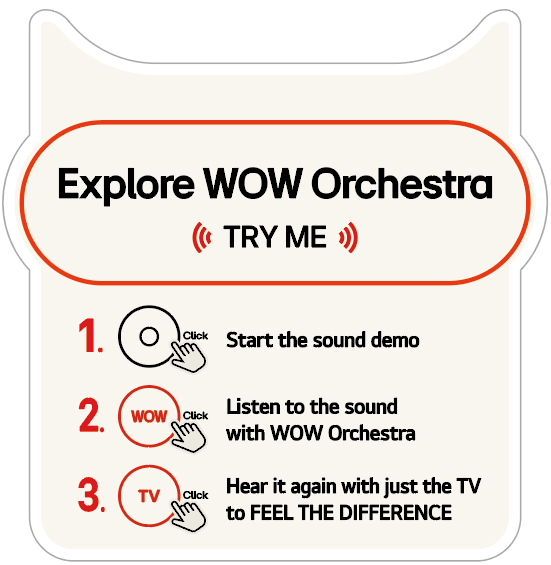 Explore WOW Orchestra
TRY ME
1. Click Start the sound demo
2. WOW Click Listen to the sound
with WOW Orchestra
3. TV Click Hear it again with just the TV
to FEEL THE DIFFERENCE